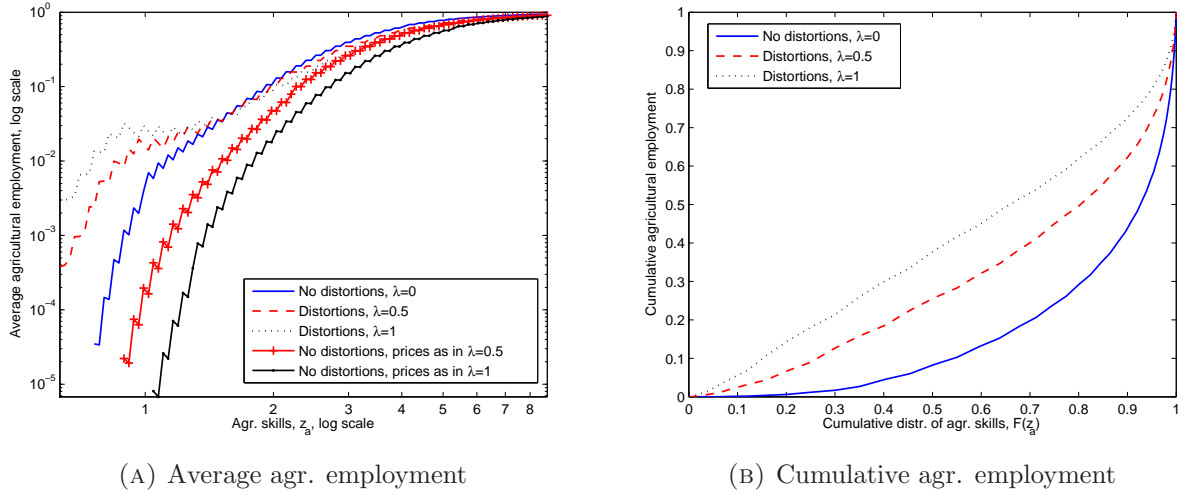 Average agricultural employment, log scale
10⁰
10⁻¹
10⁻²
10⁻³
10⁻⁴
10⁻⁵
No distortions, λ=0
Distortions, λ=0.5
Distortions, λ=1
No distortions, prices as in λ=0.5
No distortions, prices as in λ=1
1 2 3 4 5 6 7 8
Agr. skills, zₐ, log scale
(A) Average agr. employment
Cumulative agricultural employment
1
0.9
0.8
0.7
0.6
0.5
0.4
0.3
0.2
0.1
0
No distortions, λ=0
Distortions, λ=0.5
Distortions, λ=1
0 0.1 0.2 0.3 0.4 0.5 0.6 0.7 0.8 0.9 1
Cumulative distr. of agr. skills, F(zₐ)
(B) Cumulative agr. employment